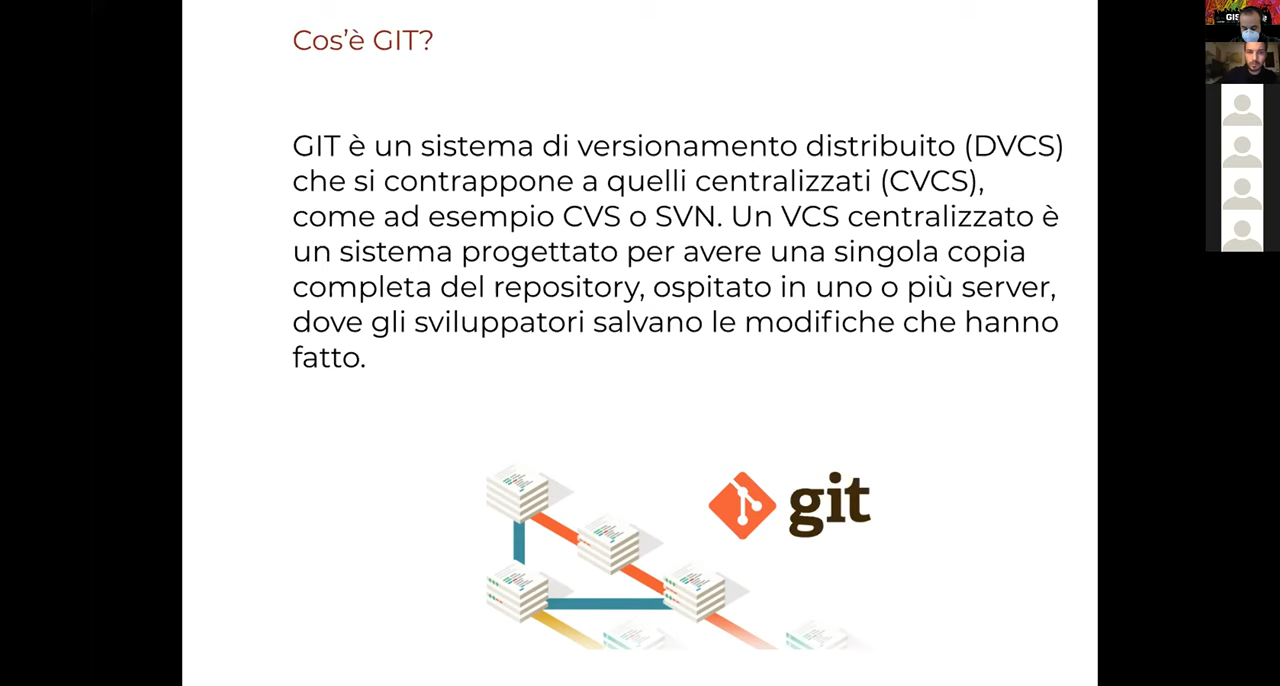 Cos'è GIT?
GIT è un sistema di versionamento distribuito (DVCS)
che si contrappone a quelli centralizzati (CVCS),
come ad esempio CVS o SVN. Un VCS centralizzato è
un sistema progettato per avere una singola copia
completa del repository, ospitato in uno o più server,
dove gli sviluppatori salvano le modifiche che hanno
fatto.
git